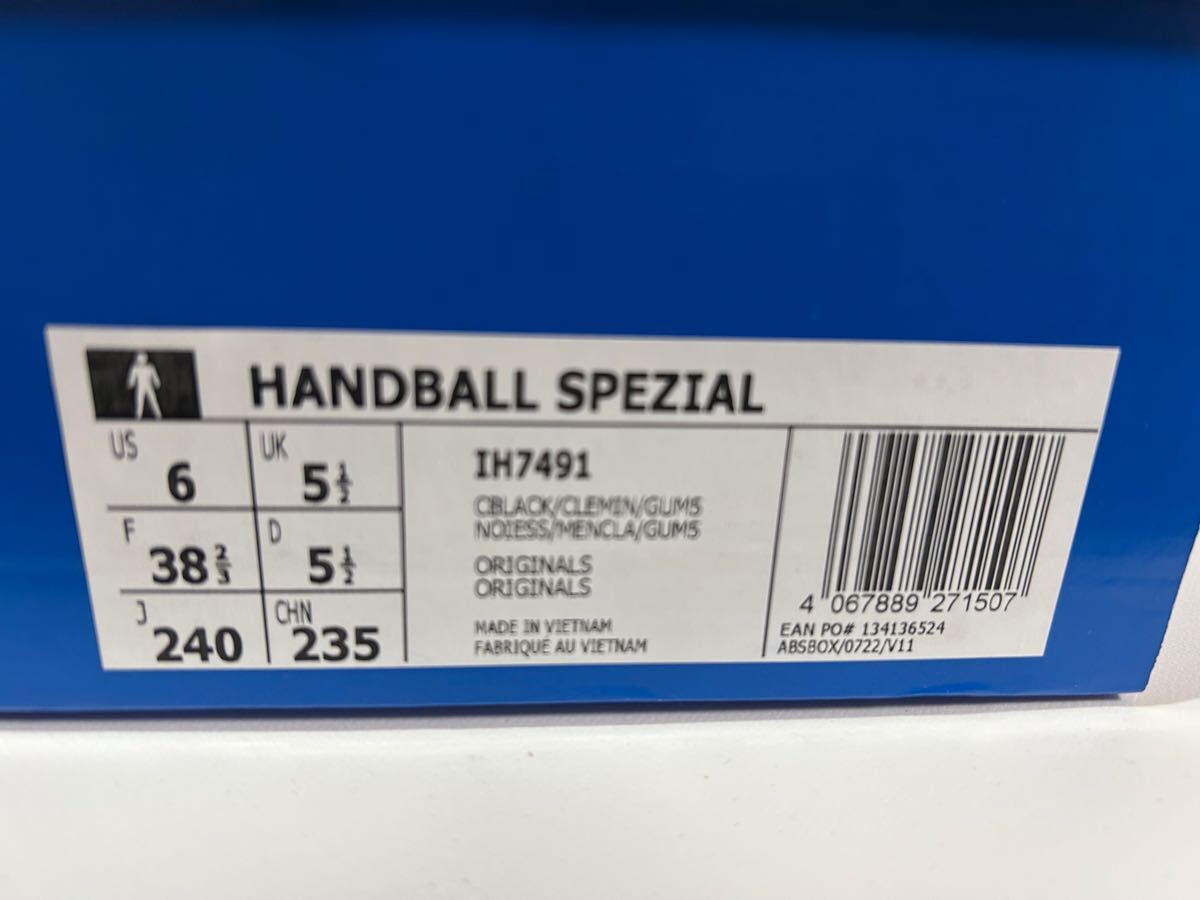 HANDBALL SPEZIAL
US 6 UK 5½
F 38⅔ D 5½
J 240 CHN 235
IH7491
CBLACK/CLEMIN/GUM5
NOIESS/MENCLA/GUM5
ORIGINALS
ORIGINALS
MADE IN VIETNAM
FABRIQUE AU VIETNAM
4 067889 271507
EAN PO# 134136524
ABSBOX/0722/V11